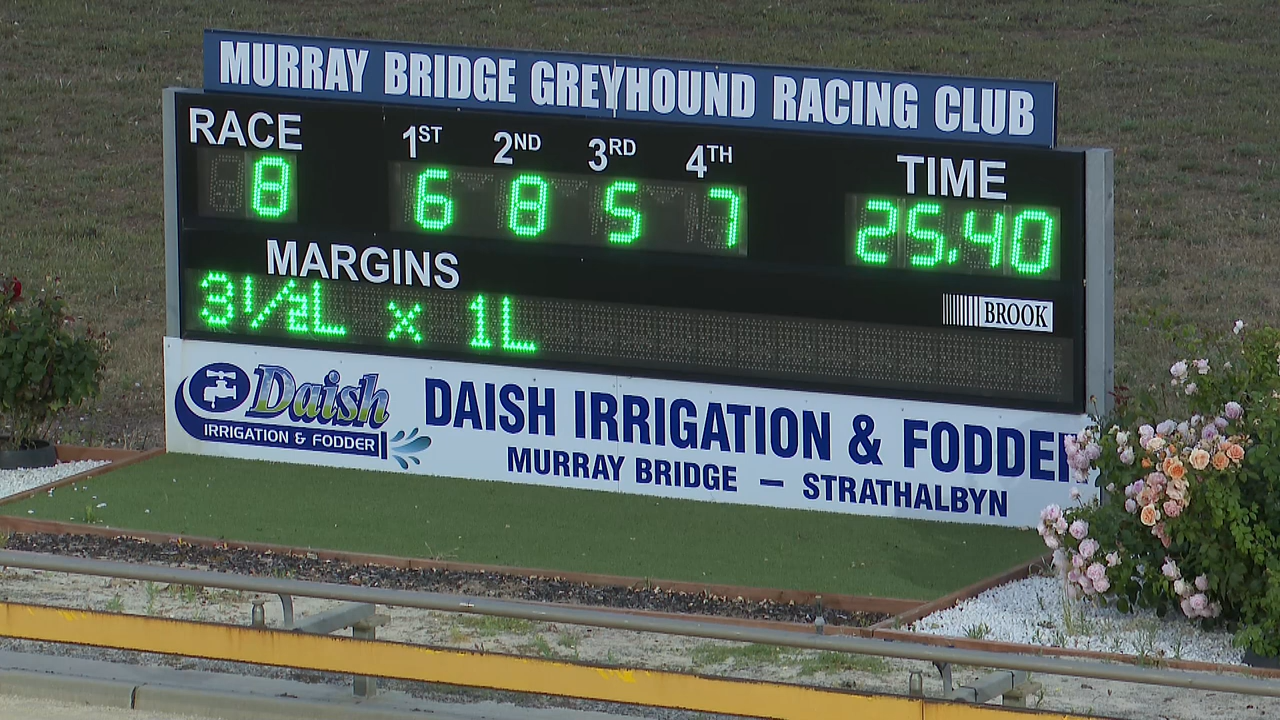 MURRAY BRIDGE GREYHOUND RACING CLUB
RACE 1ST 2ND 3RD 4TH TIME
8 6 8 5 7 25.40
MARGINS
3½L x 1L
BROOK
Daish
IRRIGATION & FODDER
DAISH IRRIGATION & FODDER
MURRAY BRIDGE — STRATHALBYN